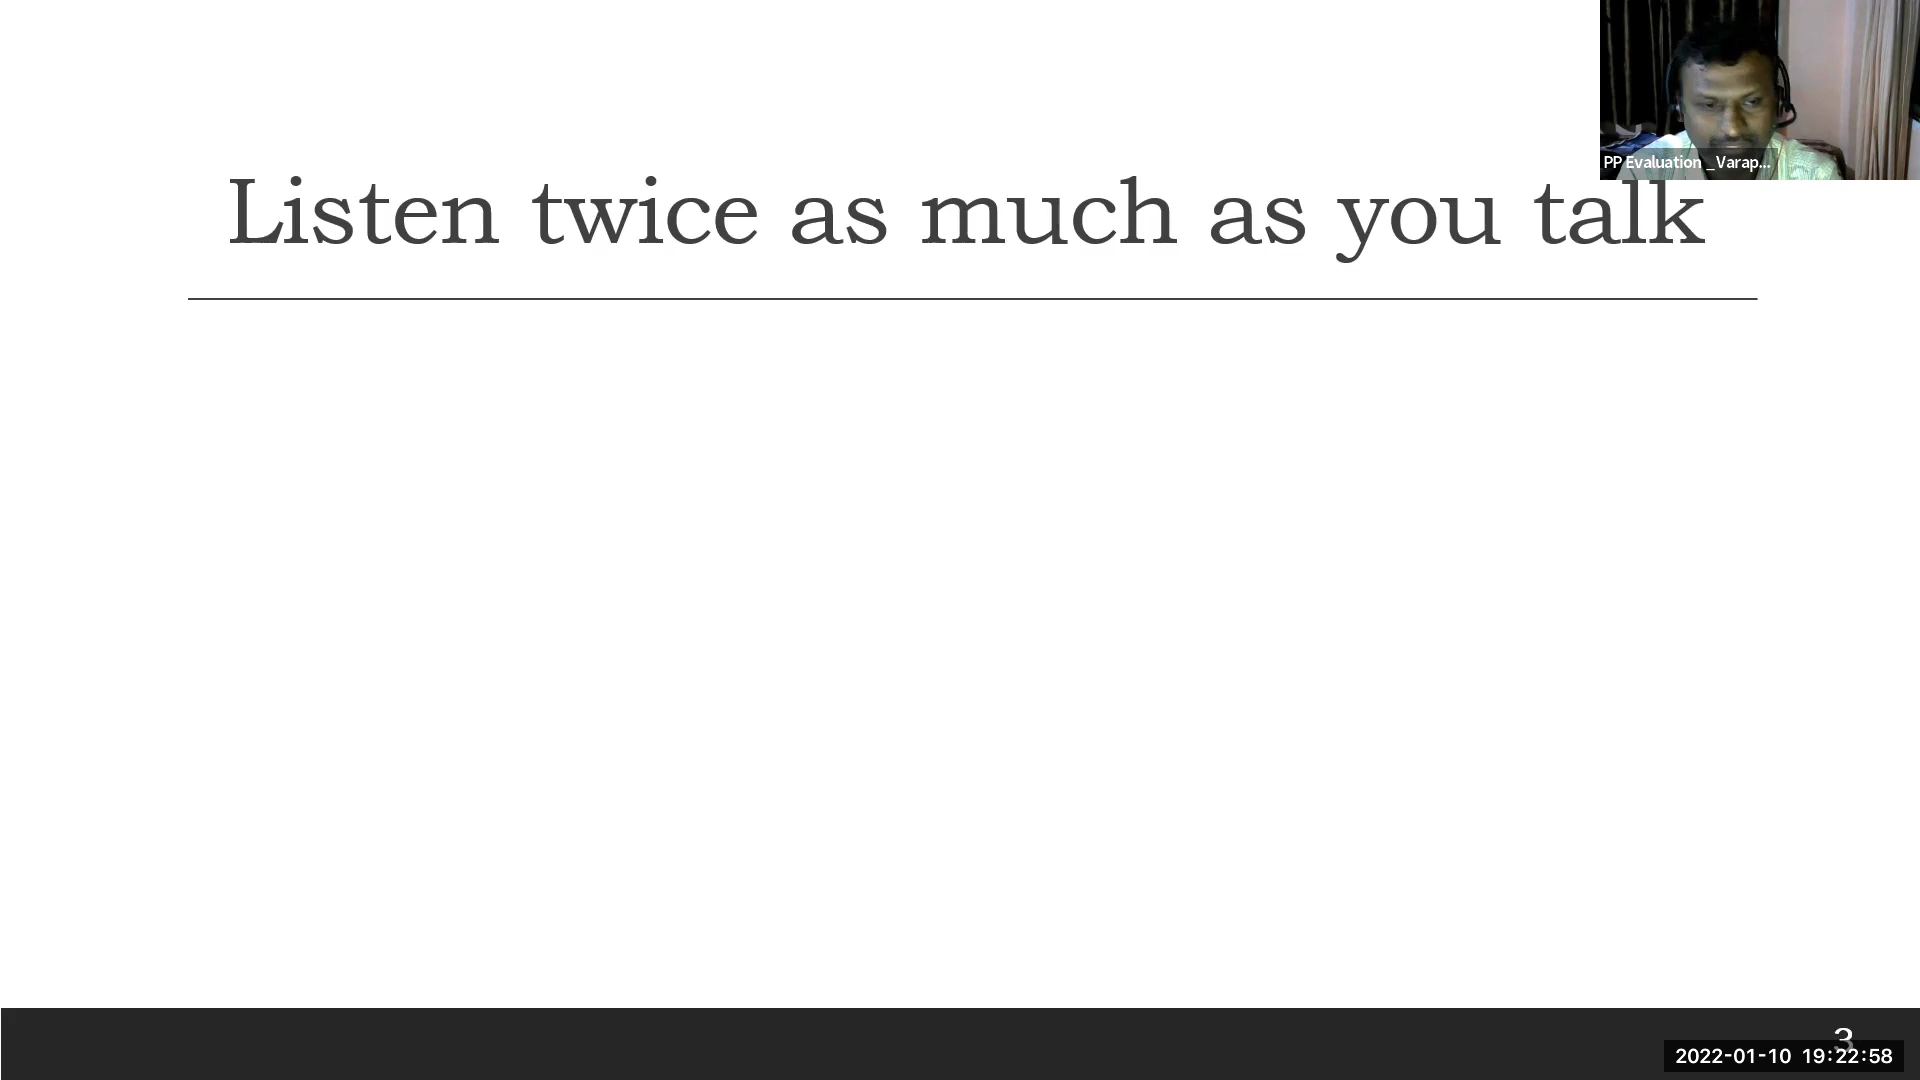 PP Evaluation _Varap...
Listen twice as much as you talk
3
2022-01-10 19:22:58